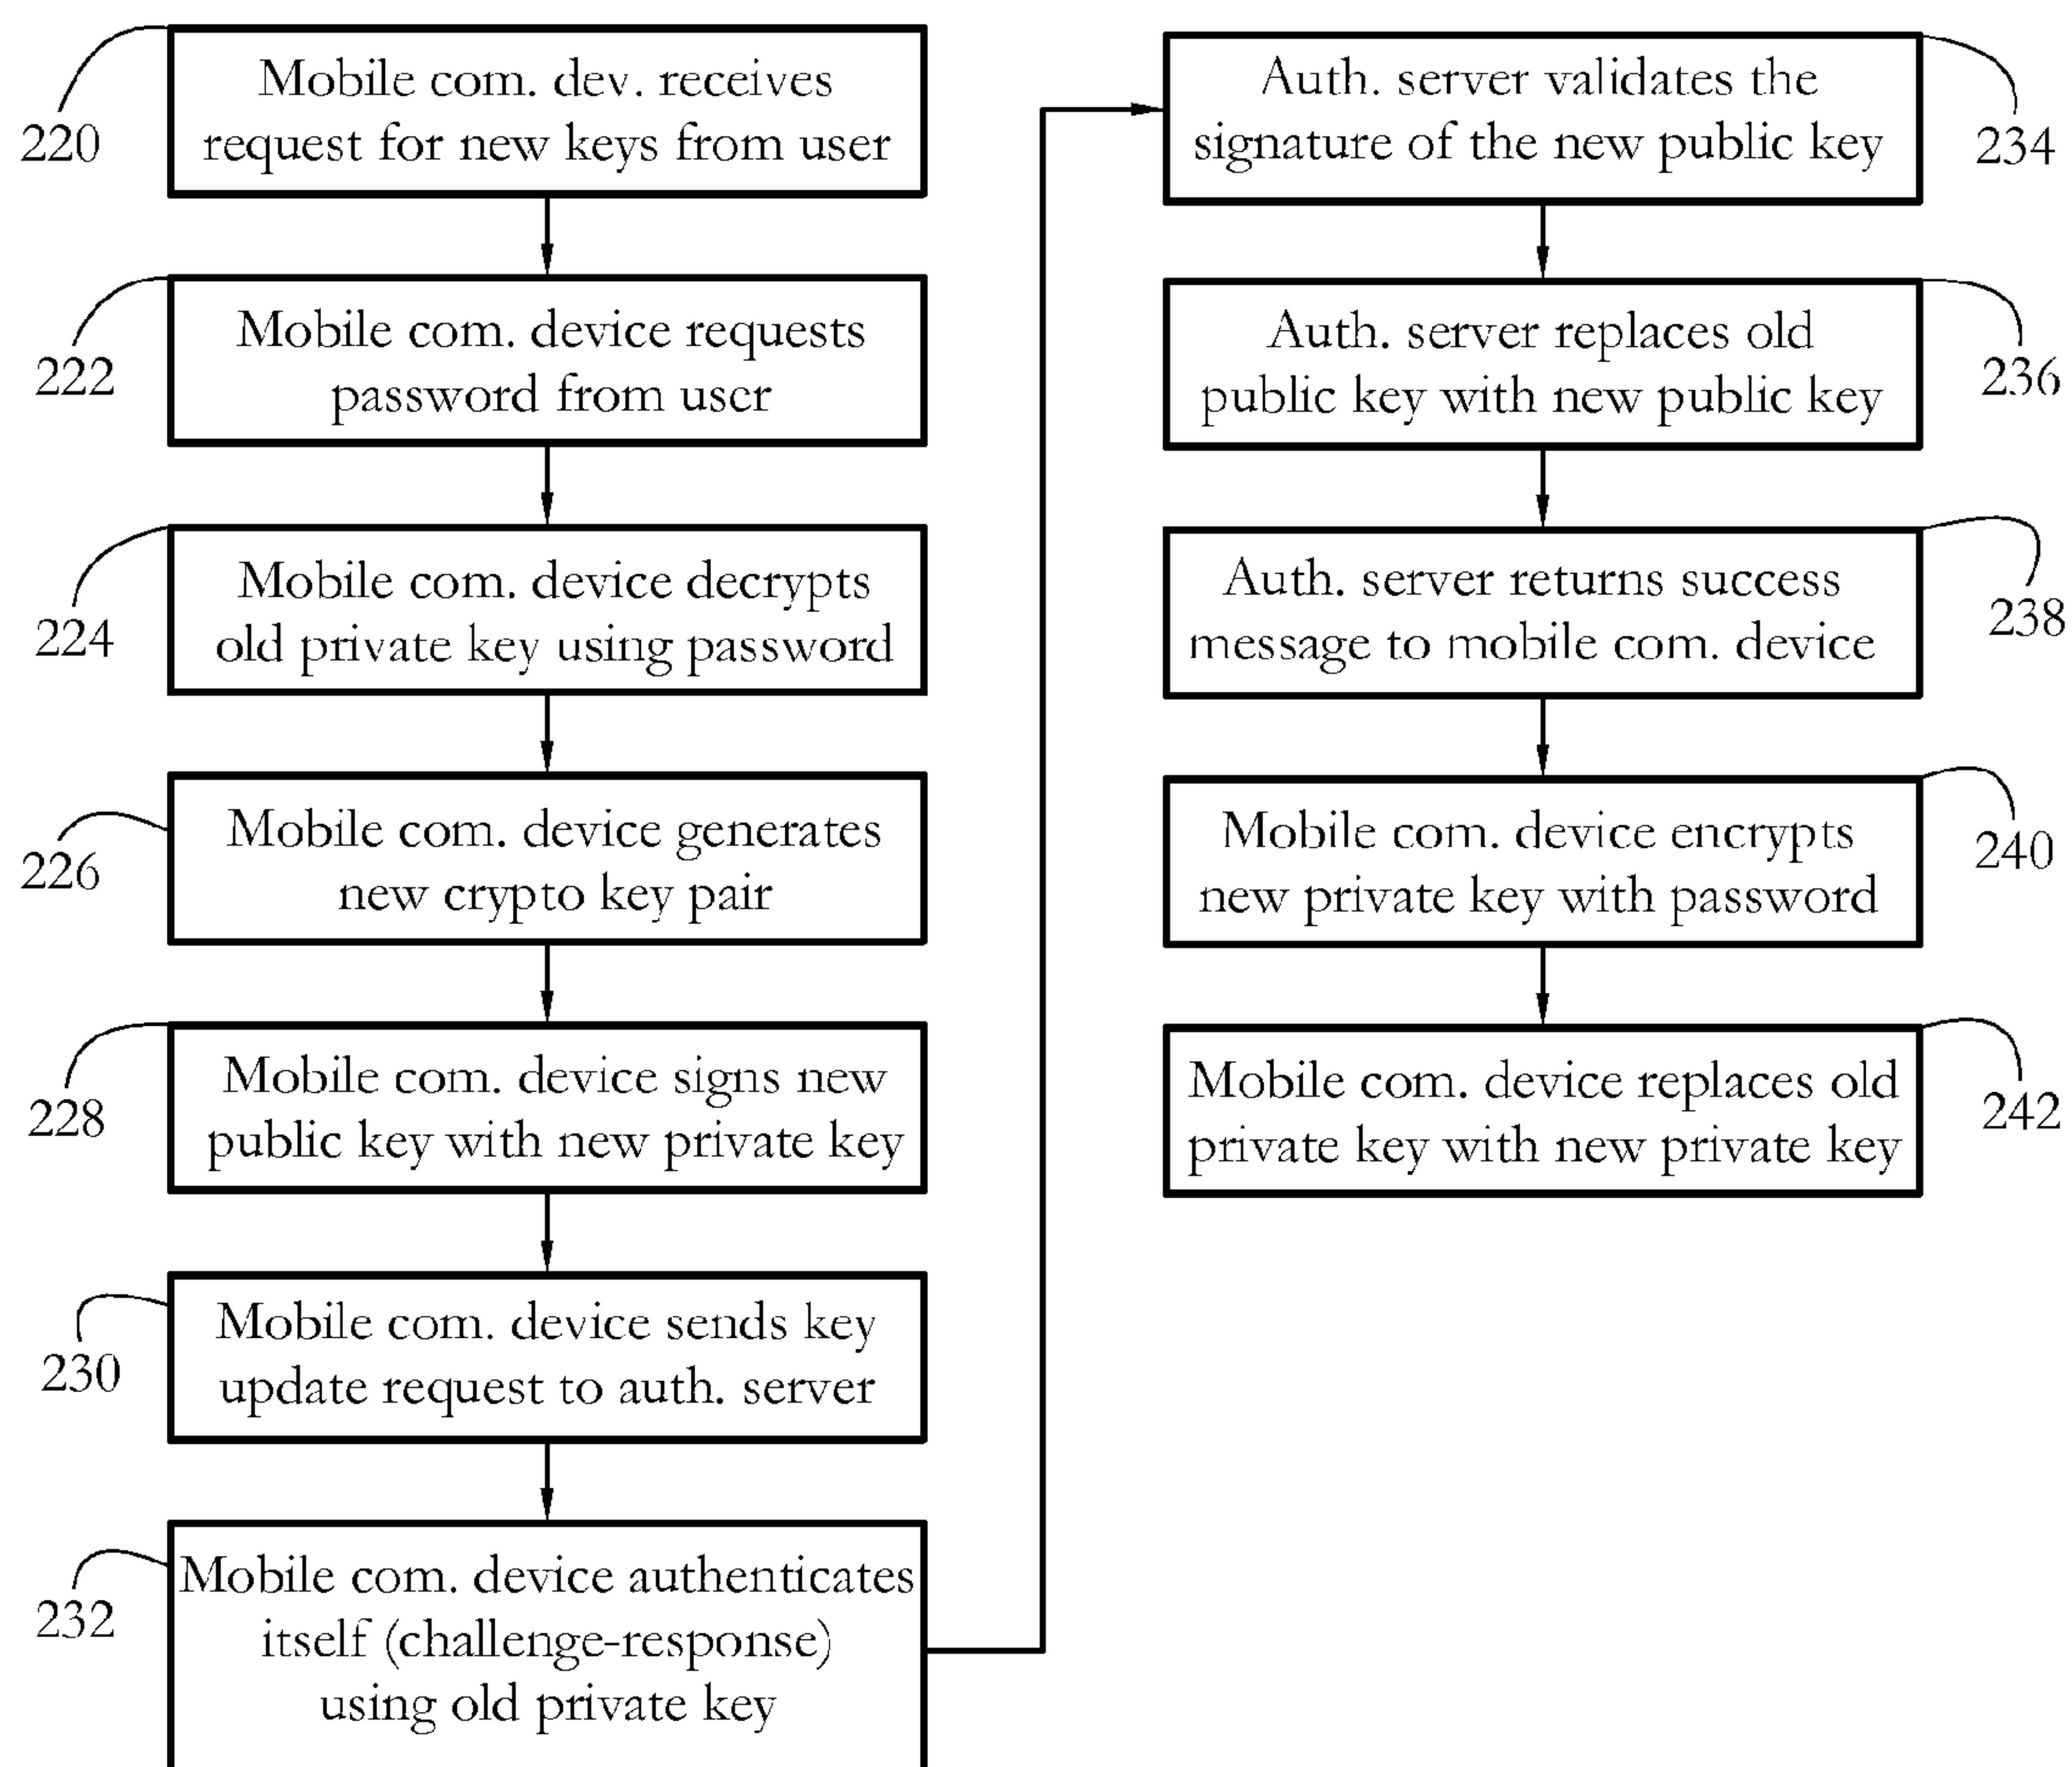 220
Mobile com. dev. receives
request for new keys from user
222
Mobile com. device requests
password from user
224
Mobile com. device decrypts
old private key using password
226
Mobile com. device generates
new crypto key pair
228
Mobile com. device signs new
public key with new private key
230
Mobile com. device sends key
update request to auth. server
232
Mobile com. device authenticates
itself (challenge-response)
using old private key
234
Auth. server validates the
signature of the new public key
236
Auth. server replaces old
public key with new public key
238
Auth. server returns success
message to mobile com. device
240
Mobile com. device encrypts
new private key with password
242
Mobile com. device replaces old
private key with new private key